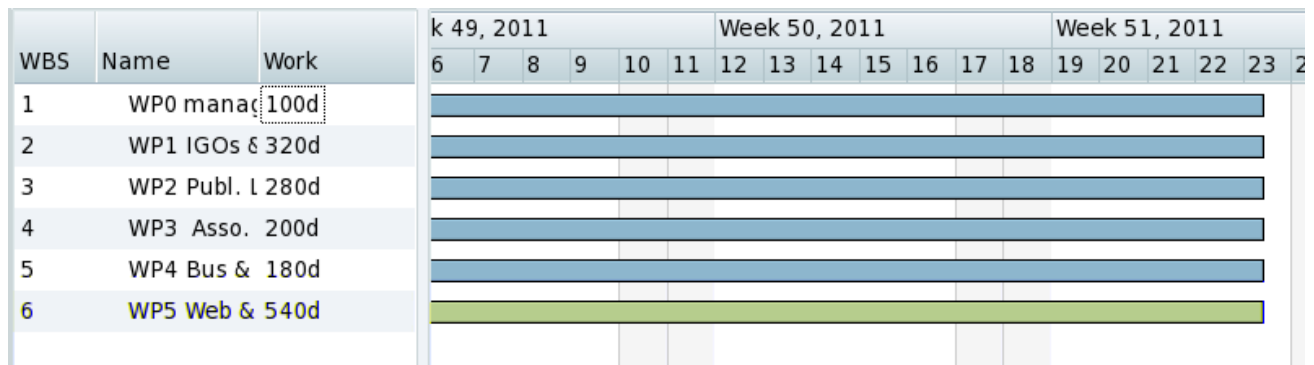 k 49, 2011 Week 50, 2011 Week 51, 2011
WBS Name Work
6 7 8 9 10 11 12 13 14 15 16 17 18 19 20 21 22 23 2
1 WP0 manag 100d
2 WP1 IGOs & 320d
3 WP2 Publ. L 280d
4 WP3 Asso. 200d
5 WP4 Bus & 180d
6 WP5 Web & 540d